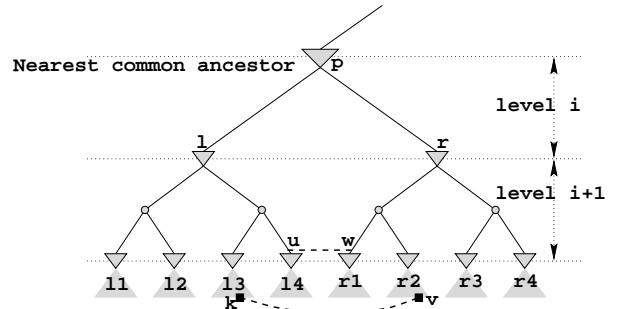 Nearest common ancestor p
level i
l r
level i+1
u w
l1 l2 l3 l4 r1 r2 r3 r4
k v